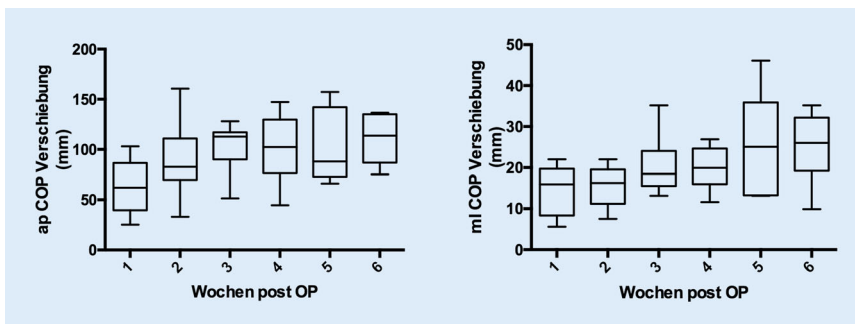 ap COP Verschiebung
(mm)
200
150
100
50
0
1 2 3 4 5 6
Wochen post OP
ml COP Verschiebung
(mm)
50
40
30
20
10
0
1 2 3 4 5 6
Wochen post OP